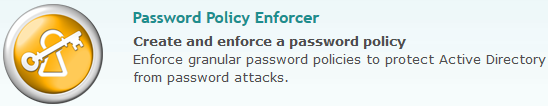 Password Policy Enforcer
Create and enforce a password policy
Enforce granular password policies to protect Active Directory
from password attacks.